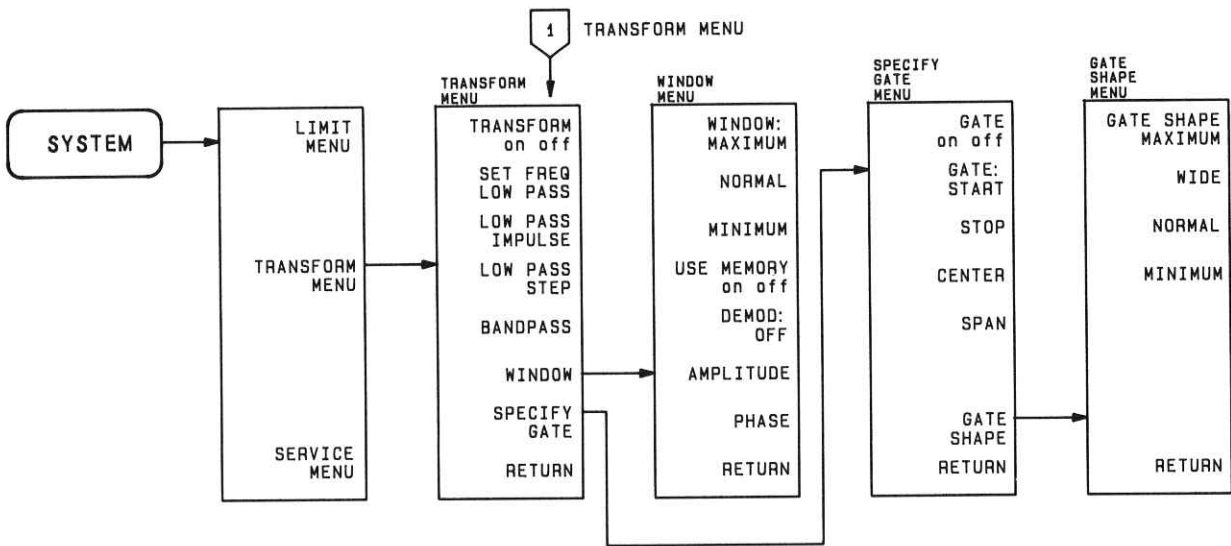 1 TRANSFORM MENU
SYSTEM
LIMIT
MENU
TRANSFORM
MENU
SERVICE
MENU
TRANSFORM
MENU
TRANSFORM
on off
SET FREQ
LOW PASS
LOW PASS
IMPULSE
LOW PASS
STEP
BANDPASS
WINDOW
SPECIFY
GATE
RETURN
WINDOW
MENU
WINDOW:
MAXIMUM
NORMAL
MINIMUM
USE MEMORY
on off
DEMOD:
OFF
AMPLITUDE
PHASE
RETURN
SPECIFY
GATE
MENU
GATE
on off
GATE:
START
STOP
CENTER
SPAN
GATE
SHAPE
RETURN
GATE
SHAPE
MENU
GATE SHAPE
MAXIMUM
WIDE
NORMAL
MINIMUM
RETURN